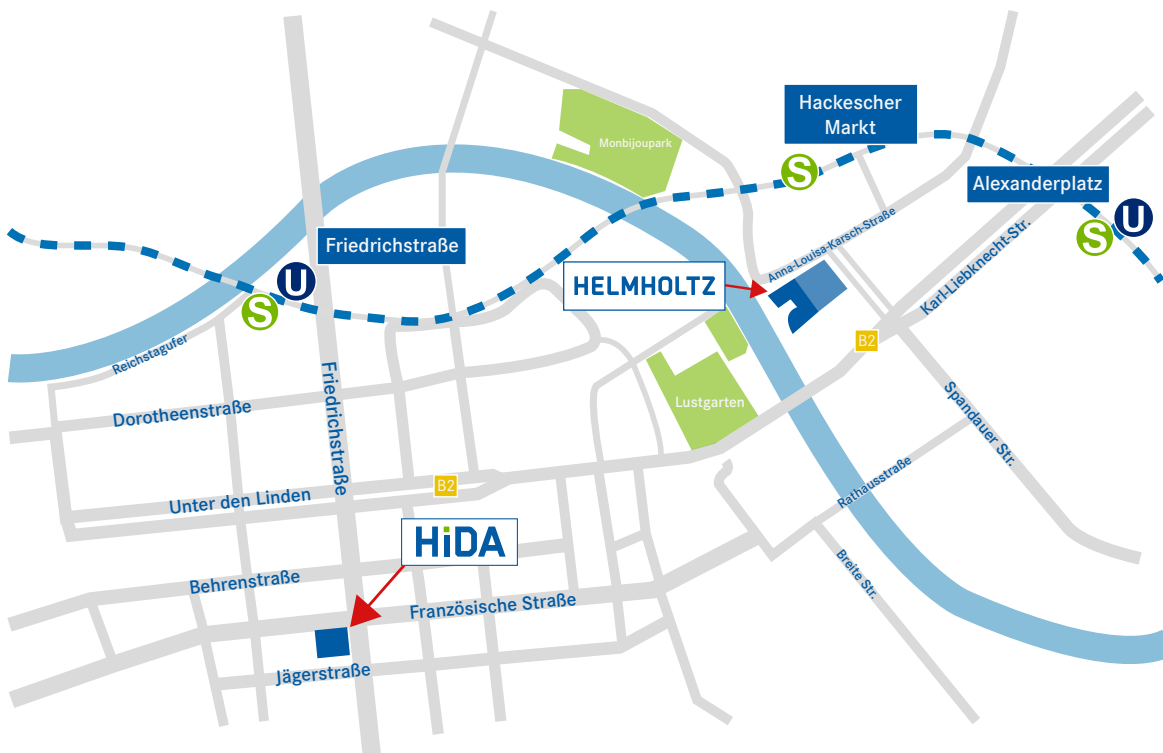 Hackescher
Markt
Monbijoupark
S
Alexanderplatz
U
S
Anna-Louisa-Karsch-Straße
Karl-Liebknecht-Str.
Friedrichstraße
U
S
HELMHOLTZ
B2
Reichstagufer
Friedrichstraße
Dorotheenstraße
Lustgarten
Spandauer Str.
Rathausstraße
B2
Unter den Linden
HiDA
Breite Str.
Behrenstraße
Französische Straße
Jägerstraße